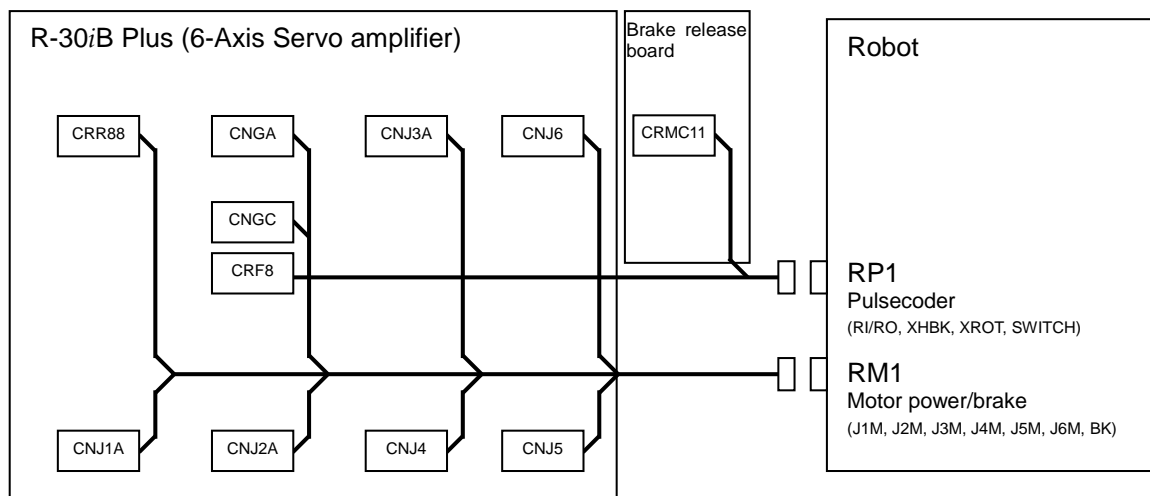 R-30iB Plus (6-Axis Servo amplifier)
Brake release
board
Robot
CRR88
CNGA
CNJ3A
CNJ6
CRMC11
CNGC
CRF8
RP1
Pulsecoder
(RI/RO, XHBK, XROT, SWITCH)
RM1
Motor power/brake
(J1M, J2M, J3M, J4M, J5M, J6M, BK)
CNJ1A
CNJ2A
CNJ4
CNJ5